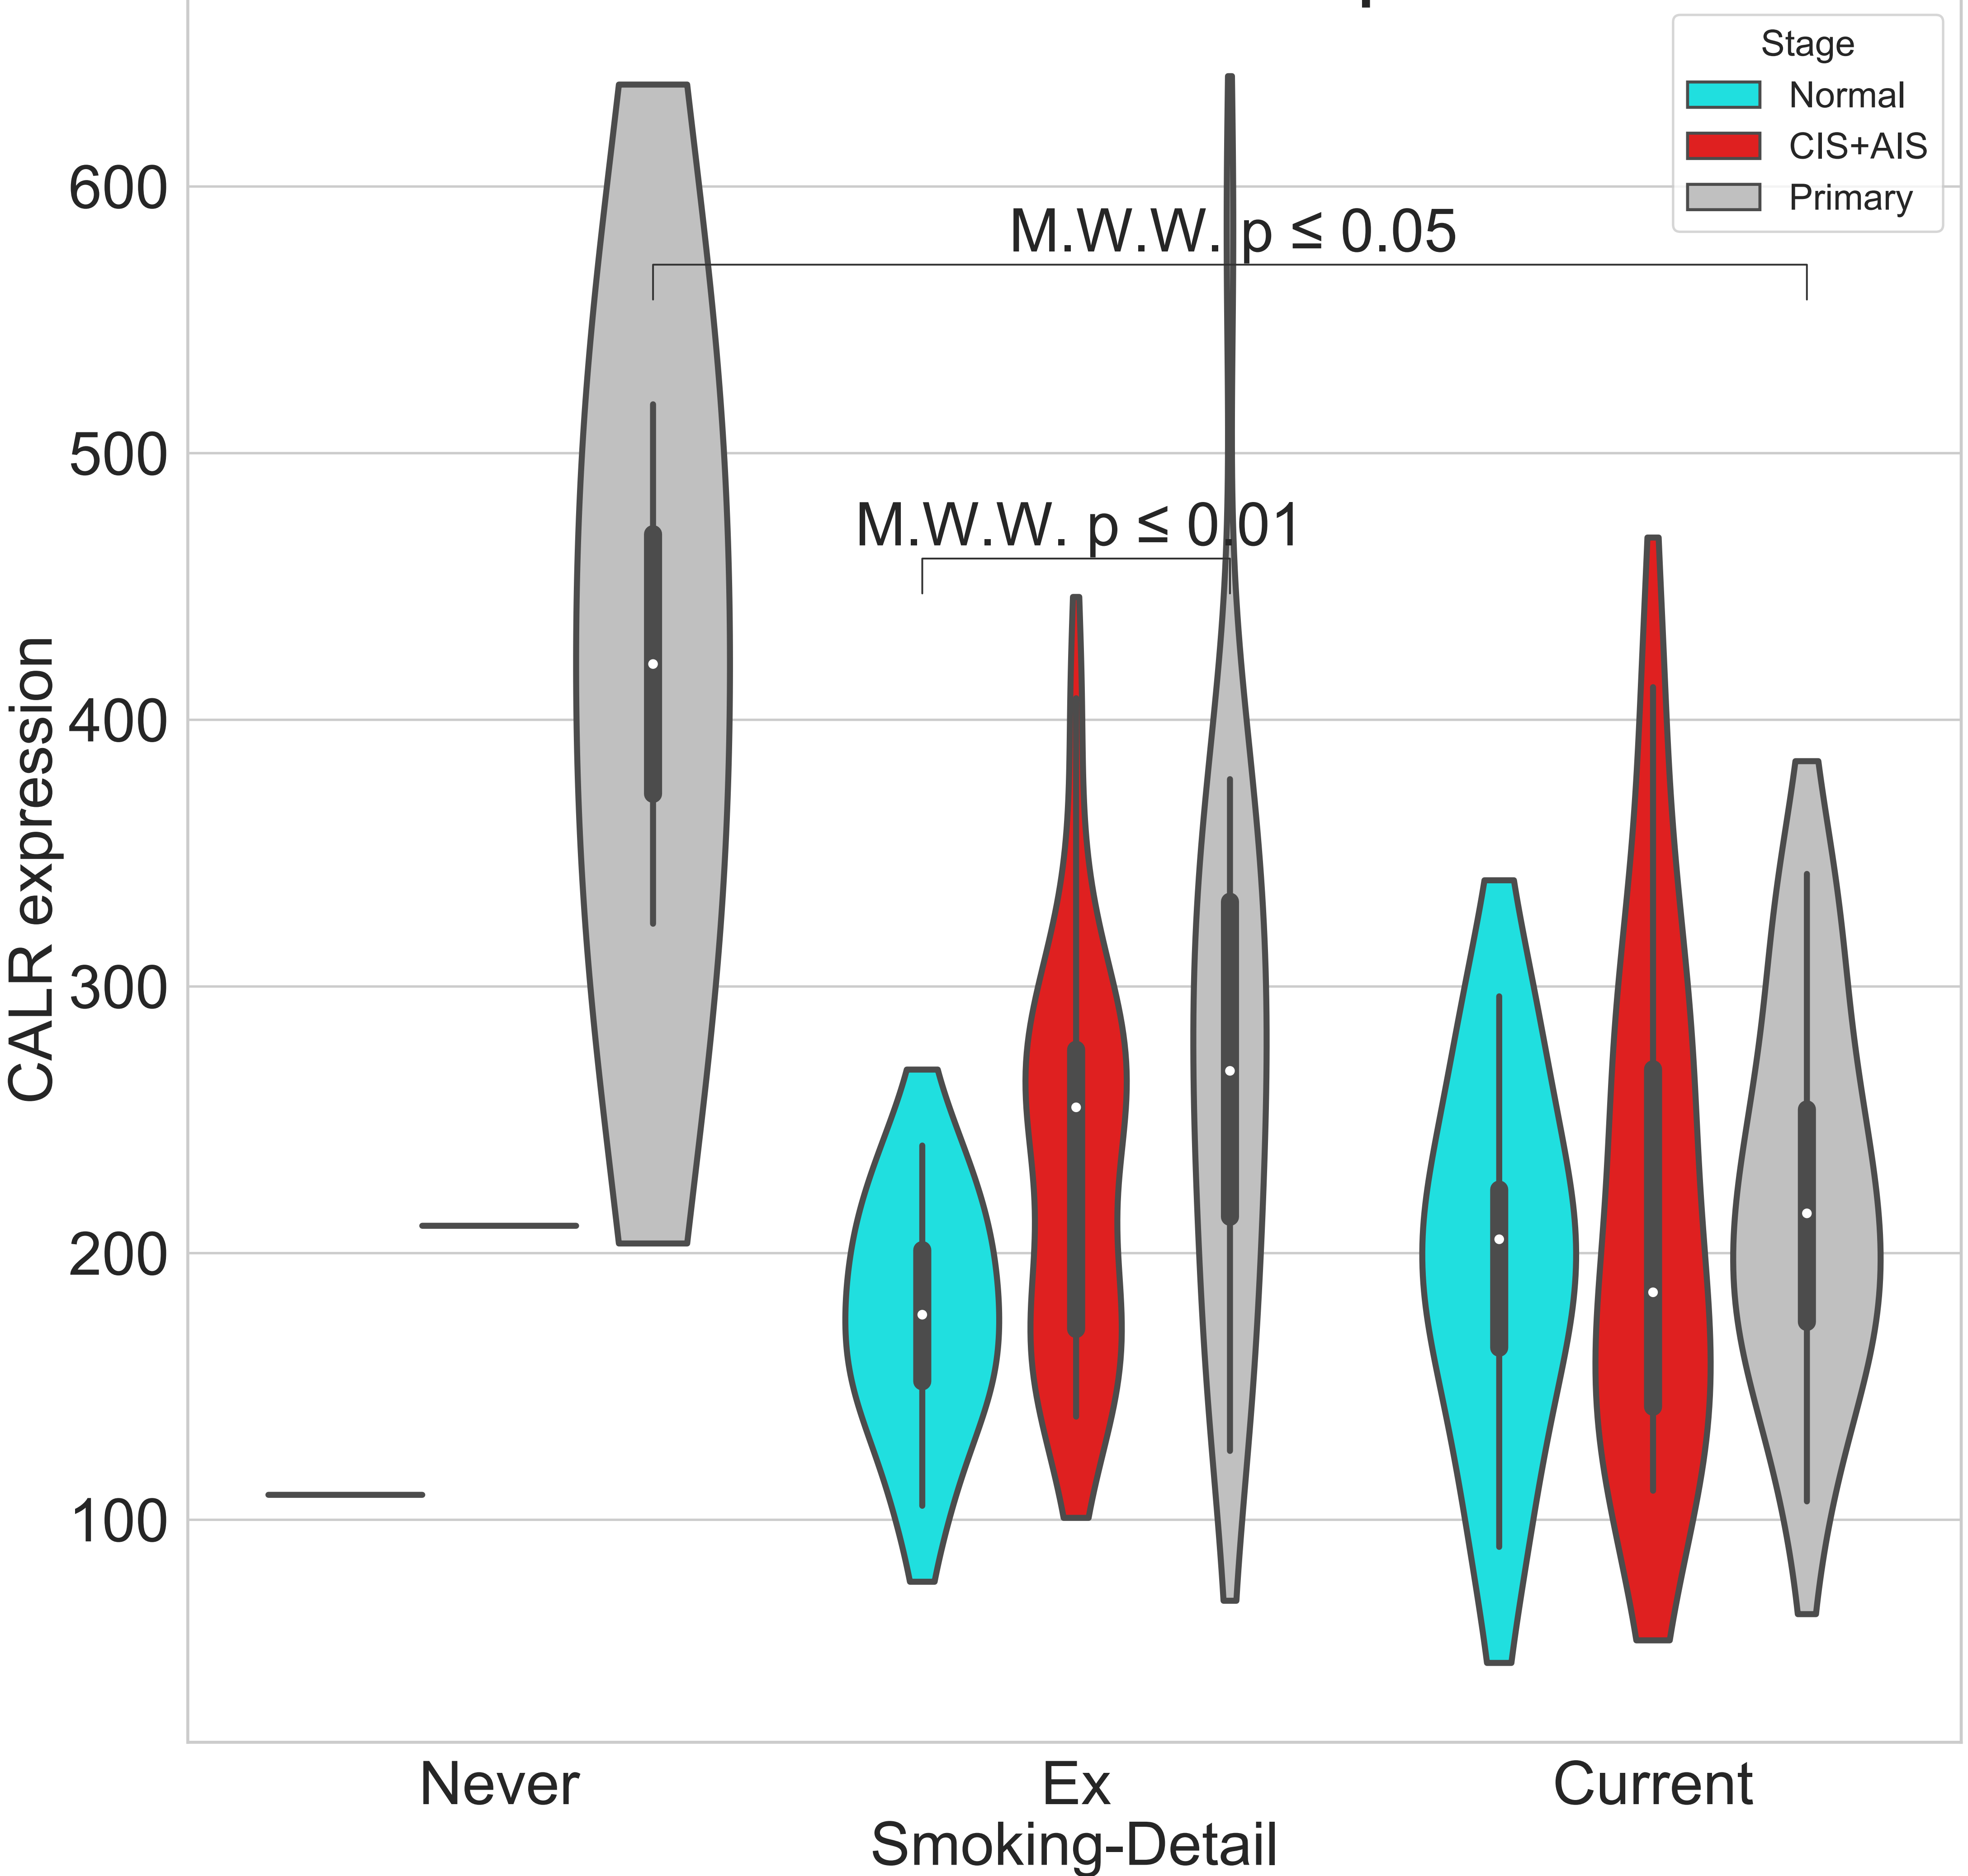 Stage
Normal
CIS+AIS
Primary
600
M.W.W. p ≤ 0.05
500
M.W.W. p ≤ 0.01
CALR expression
400
300
200
100
Never
Ex
Current
Smoking-Detail